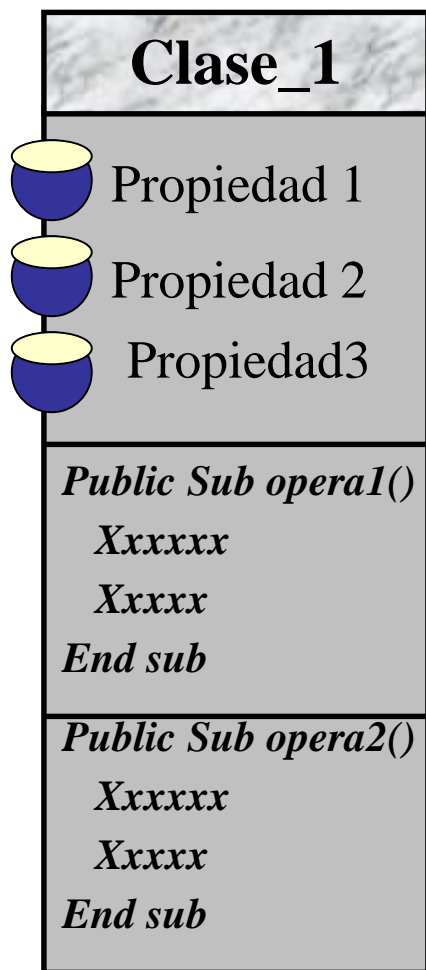 Clase_1
Propiedad 1
Propiedad 2
Propiedad3
Public Sub opera1()
Xxxxxx
Xxxxx
End sub
Public Sub opera2()
Xxxxxx
Xxxxx
End sub